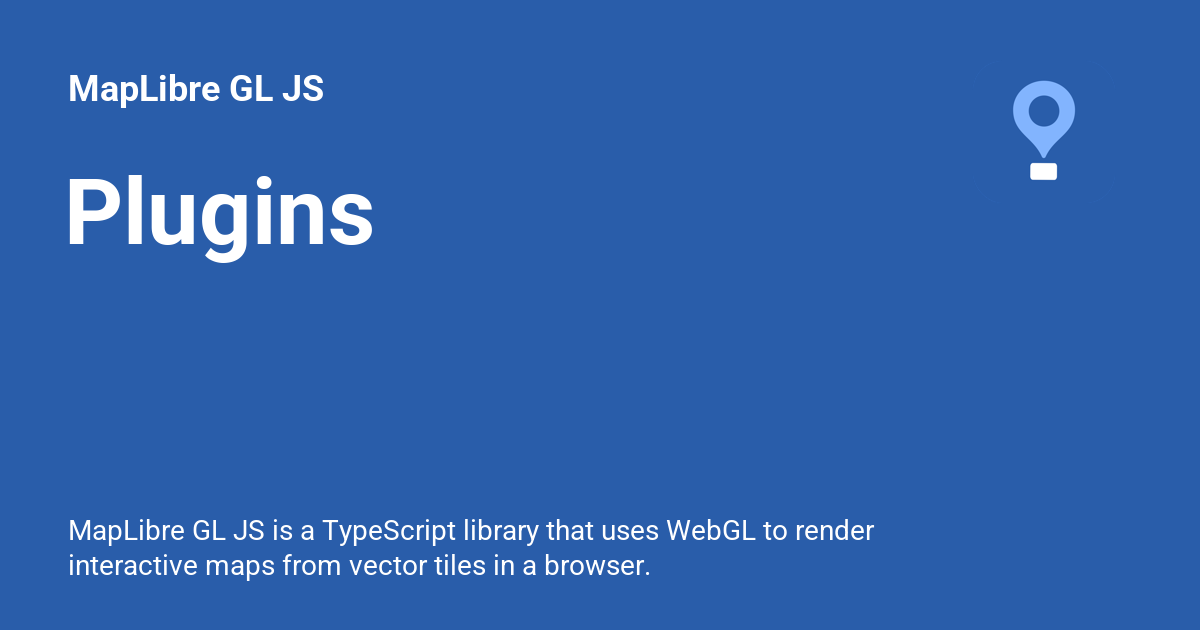 MapLibre GL JS
Plugins
MapLibre GL JS is a TypeScript library that uses WebGL to render
interactive maps from vector tiles in a browser.